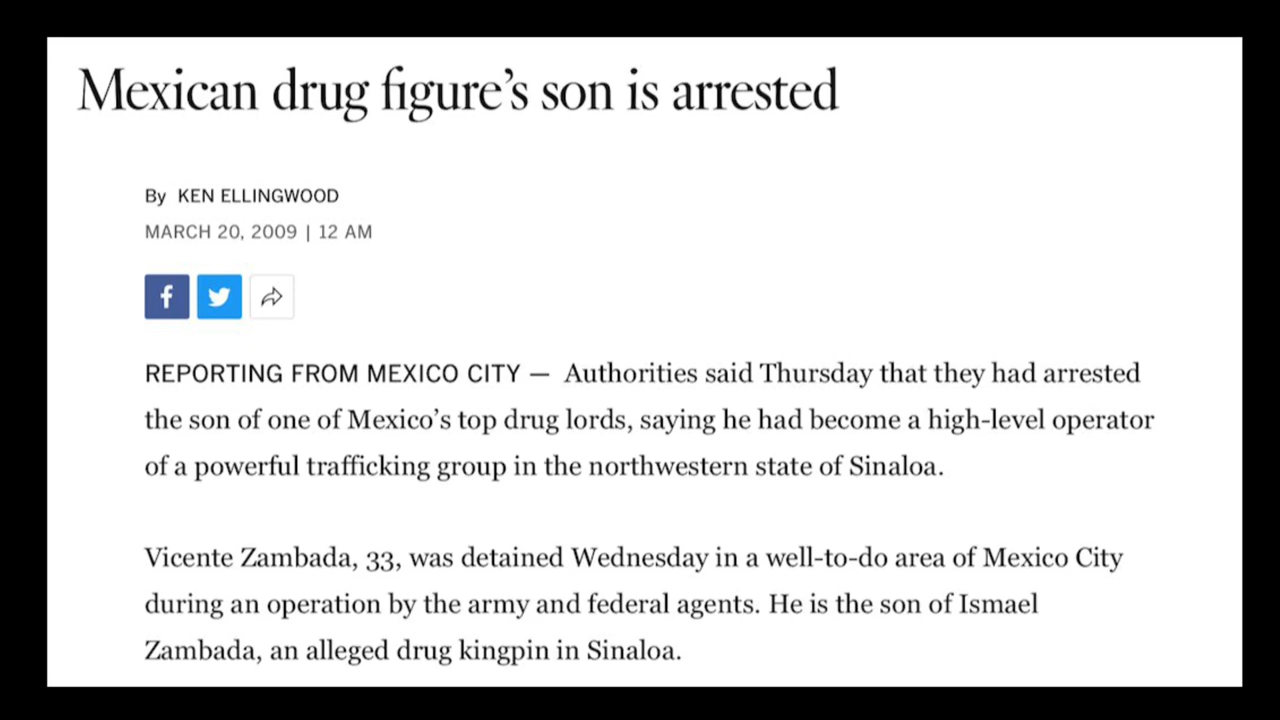 Mexican drug figure’s son is arrested
By KEN ELLINGWOOD
MARCH 20, 2009 | 12 AM
REPORTING FROM MEXICO CITY — Authorities said Thursday that they had arrested
the son of one of Mexico’s top drug lords, saying he had become a high-level operator
of a powerful trafficking group in the northwestern state of Sinaloa.
Vicente Zambada, 33, was detained Wednesday in a well-to-do area of Mexico City
during an operation by the army and federal agents. He is the son of Ismael
Zambada, an alleged drug kingpin in Sinaloa.